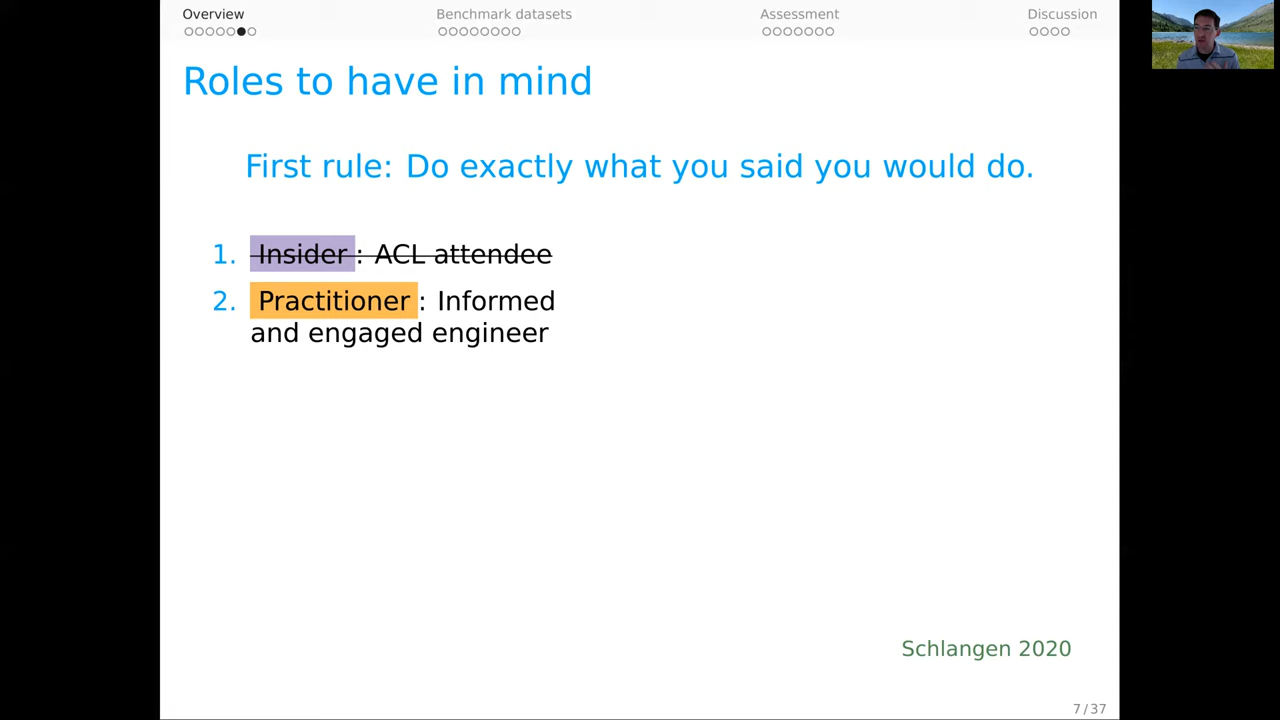 Overview Benchmark datasets Assessment Discussion
Roles to have in mind
First rule: Do exactly what you said you would do.
1. Insider : ACL attendee
2. Practitioner : Informed
and engaged engineer
Schlangen 2020
7 / 37